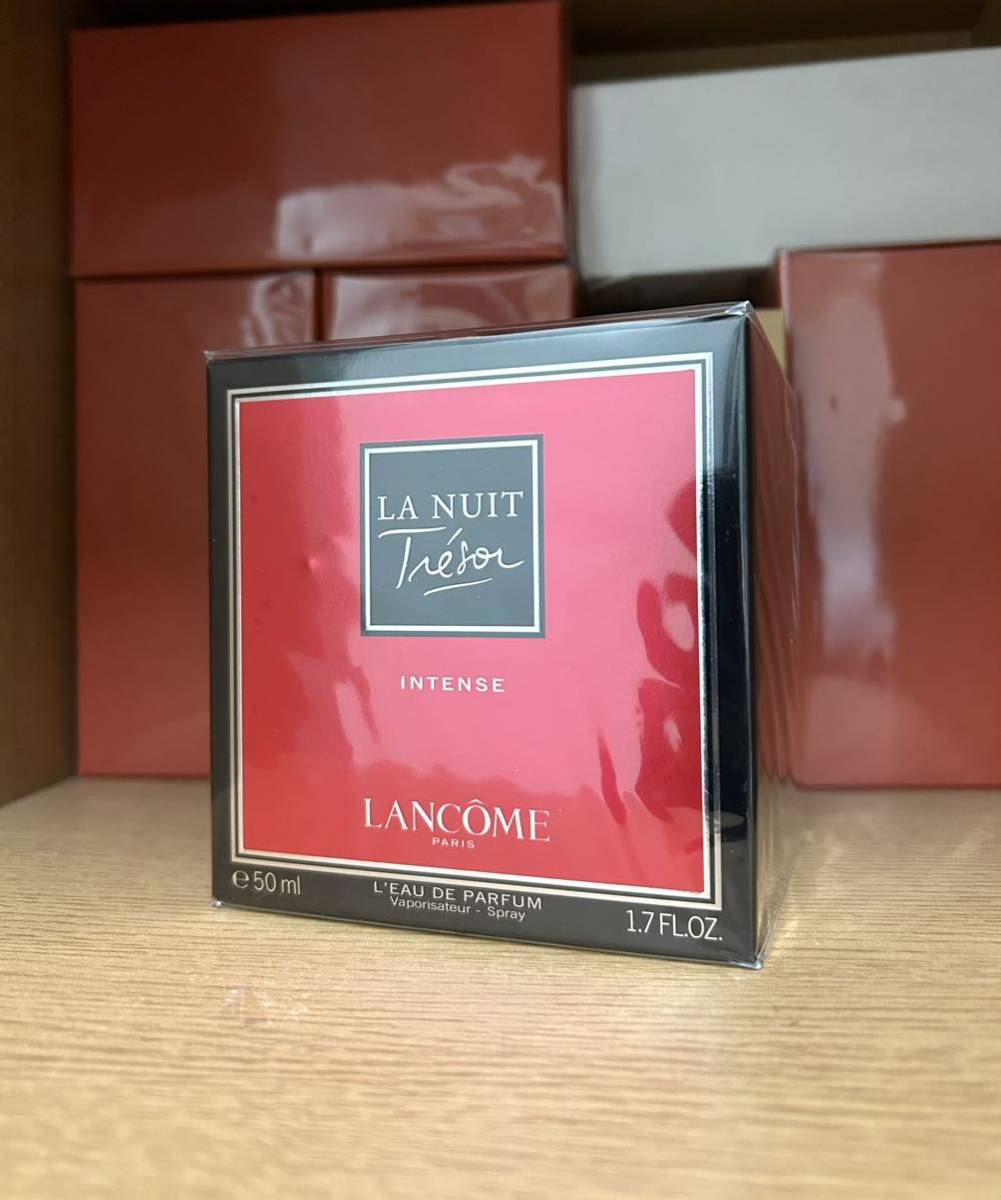 LA NUIT
Trésor
INTENSE
LANCÔME
PARIS
℮ 50 ml
L'EAU DE PARFUM
Vaporisateur - Spray
1.7 FL.OZ.